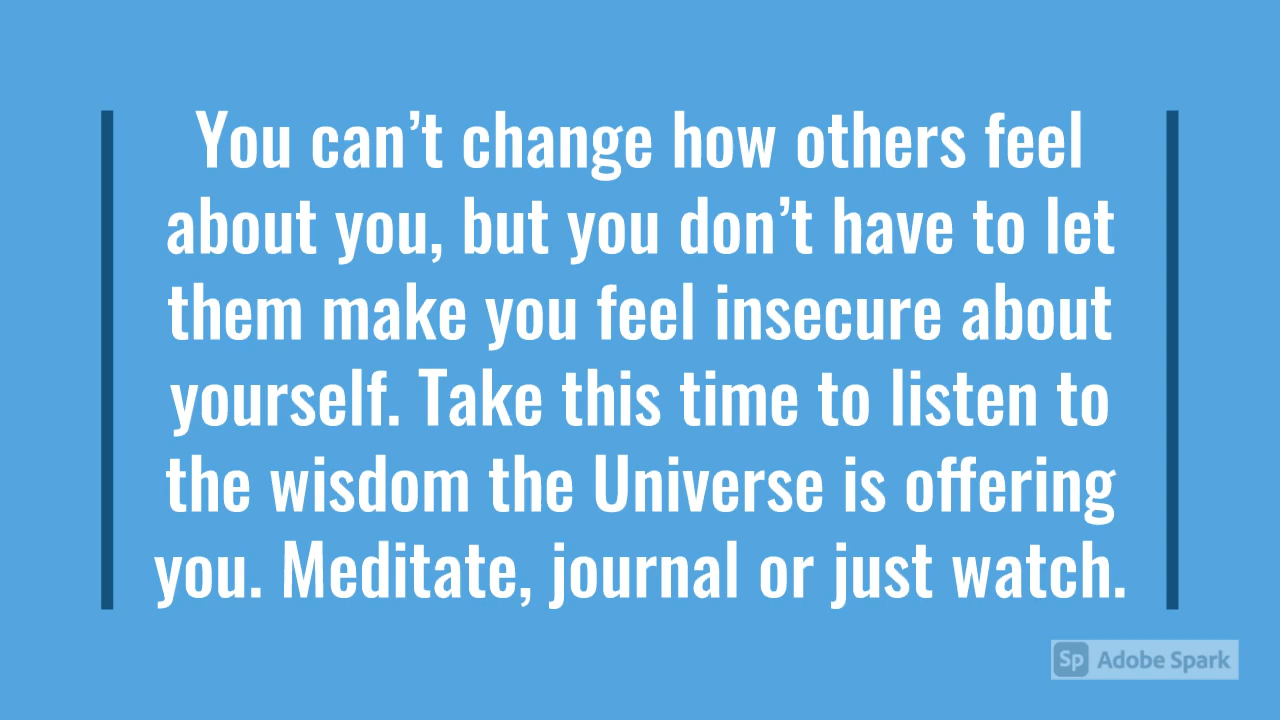 You can’t change how others feel
about you, but you don’t have to let
them make you feel insecure about
yourself. Take this time to listen to
the wisdom the Universe is offering
you. Meditate, journal or just watch.
Sp Adobe Spark